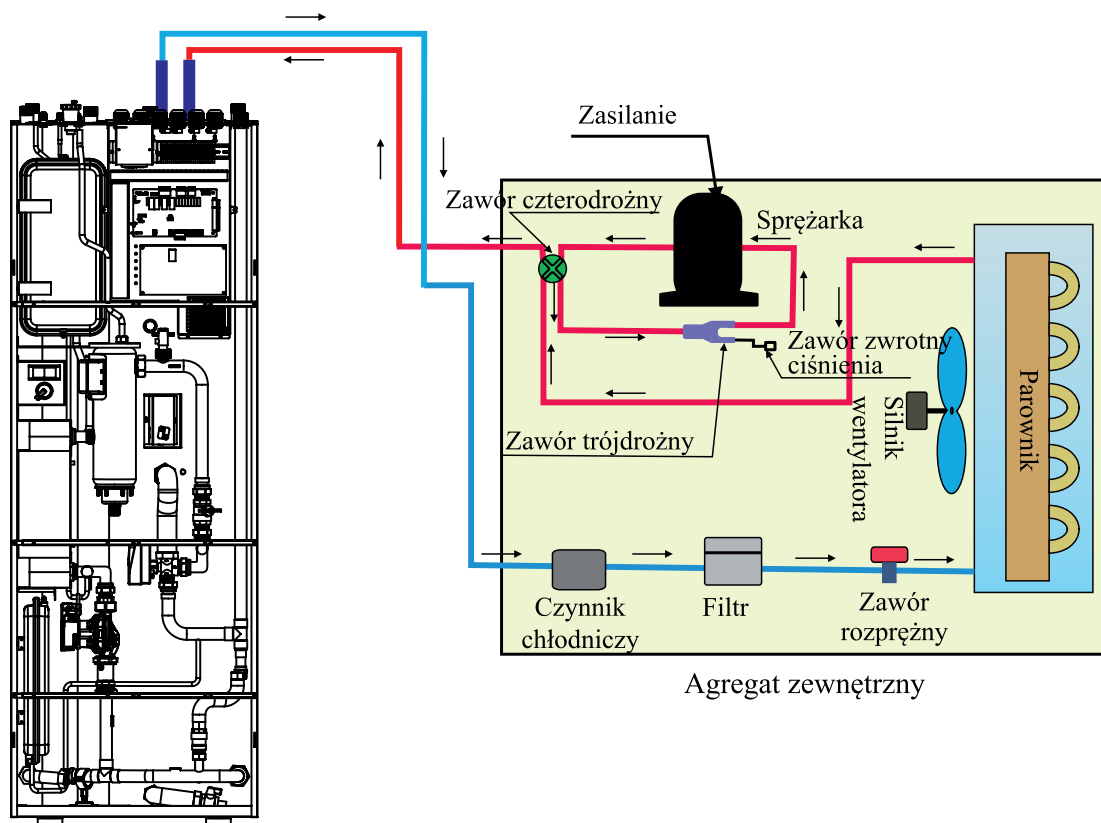 Zasilanie
Zawór czterodrożny
Sprężarka
Zawór zwrotny
ciśnienia
Zawór trójdrożny
Silnik
wentylatora
Parownik
Czynnik
chłodniczy
Filtr
Zawór
rozprężny
Agregat zewnętrzny